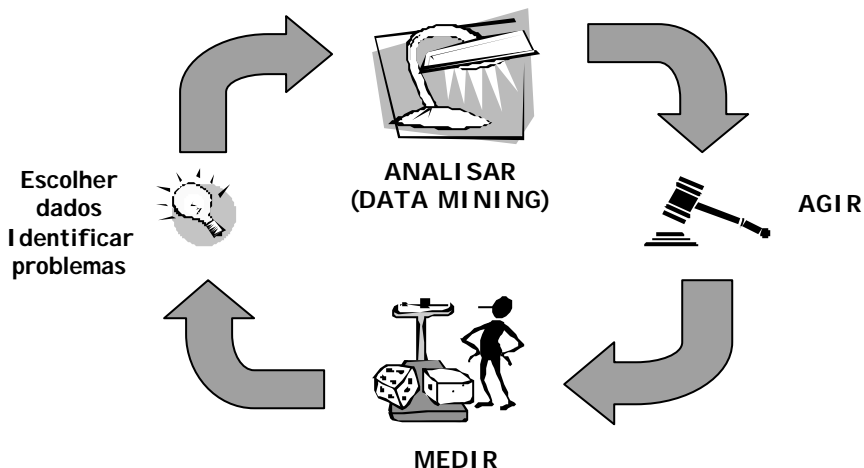 ANALISAR
(DATA MINING)
Escolher
dados
Identificar
problemas
AGIR
MEDIR